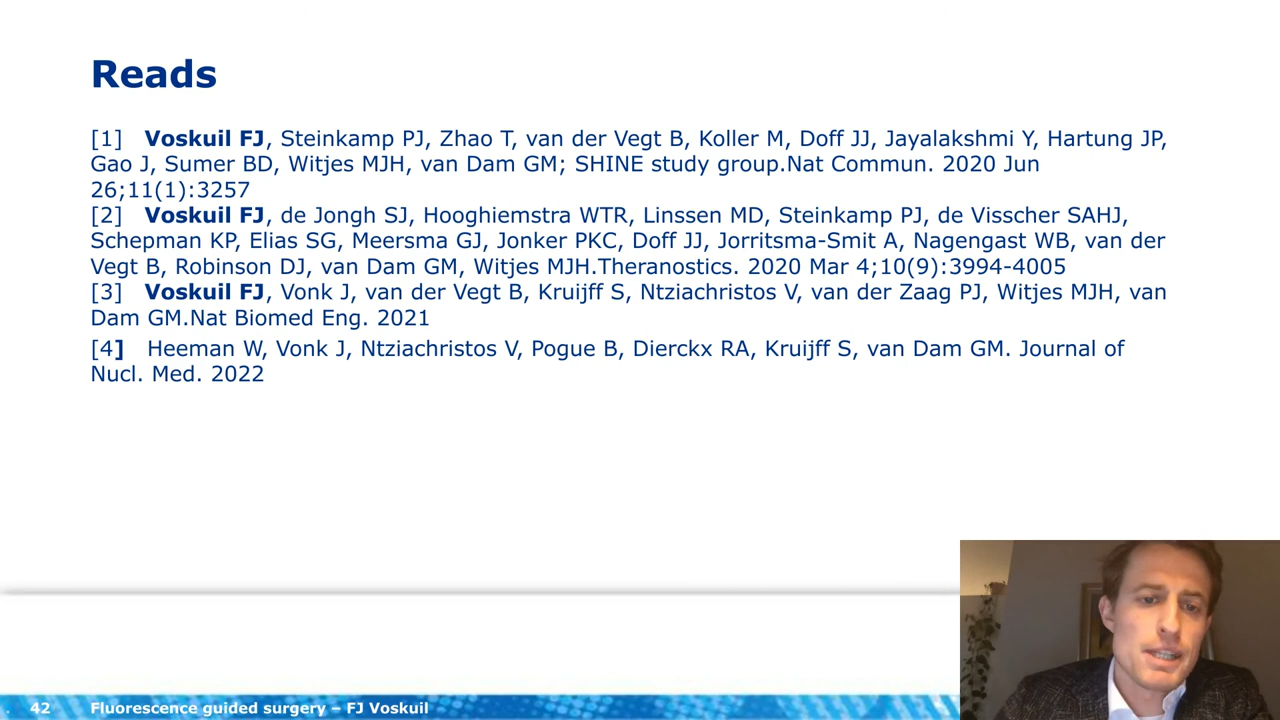 Reads
[1] Voskuil FJ, Steinkamp PJ, Zhao T, van der Vegt B, Koller M, Doff JJ, Jayalakshmi Y, Hartung JP,
Gao J, Sumer BD, Witjes MJH, van Dam GM; SHINE study group.Nat Commun. 2020 Jun
26;11(1):3257
[2] Voskuil FJ, de Jongh SJ, Hooghiemstra WTR, Linssen MD, Steinkamp PJ, de Visscher SAHJ,
Schepman KP, Elias SG, Meersma GJ, Jonker PKC, Doff JJ, Jorritsma-Smit A, Nagengast WB, van der
Vegt B, Robinson DJ, van Dam GM, Witjes MJH.Theranostics. 2020 Mar 4;10(9):3994-4005
[3] Voskuil FJ, Vonk J, van der Vegt B, Kruijff S, Ntziachristos V, van der Zaag PJ, Witjes MJH, van
Dam GM.Nat Biomed Eng. 2021
[4] Heeman W, Vonk J, Ntziachristos V, Pogue B, Dierckx RA, Kruijff S, van Dam GM. Journal of
Nucl. Med. 2022
42 Fluorescence guided surgery – FJ Voskuil